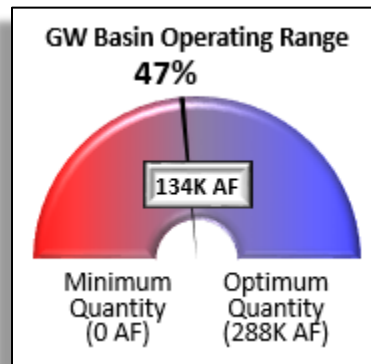 GW Basin Operating Range
47%
134K AF
Minimum
Quantity
(0 AF)
Optimum
Quantity
(288K AF)